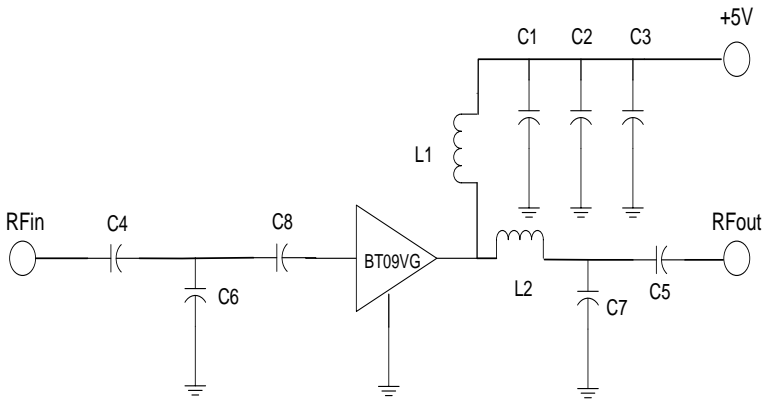 +5V
C1 C2 C3
L1
RFin C4 C8 BT09VG RFout
C6 L2 C7 C5